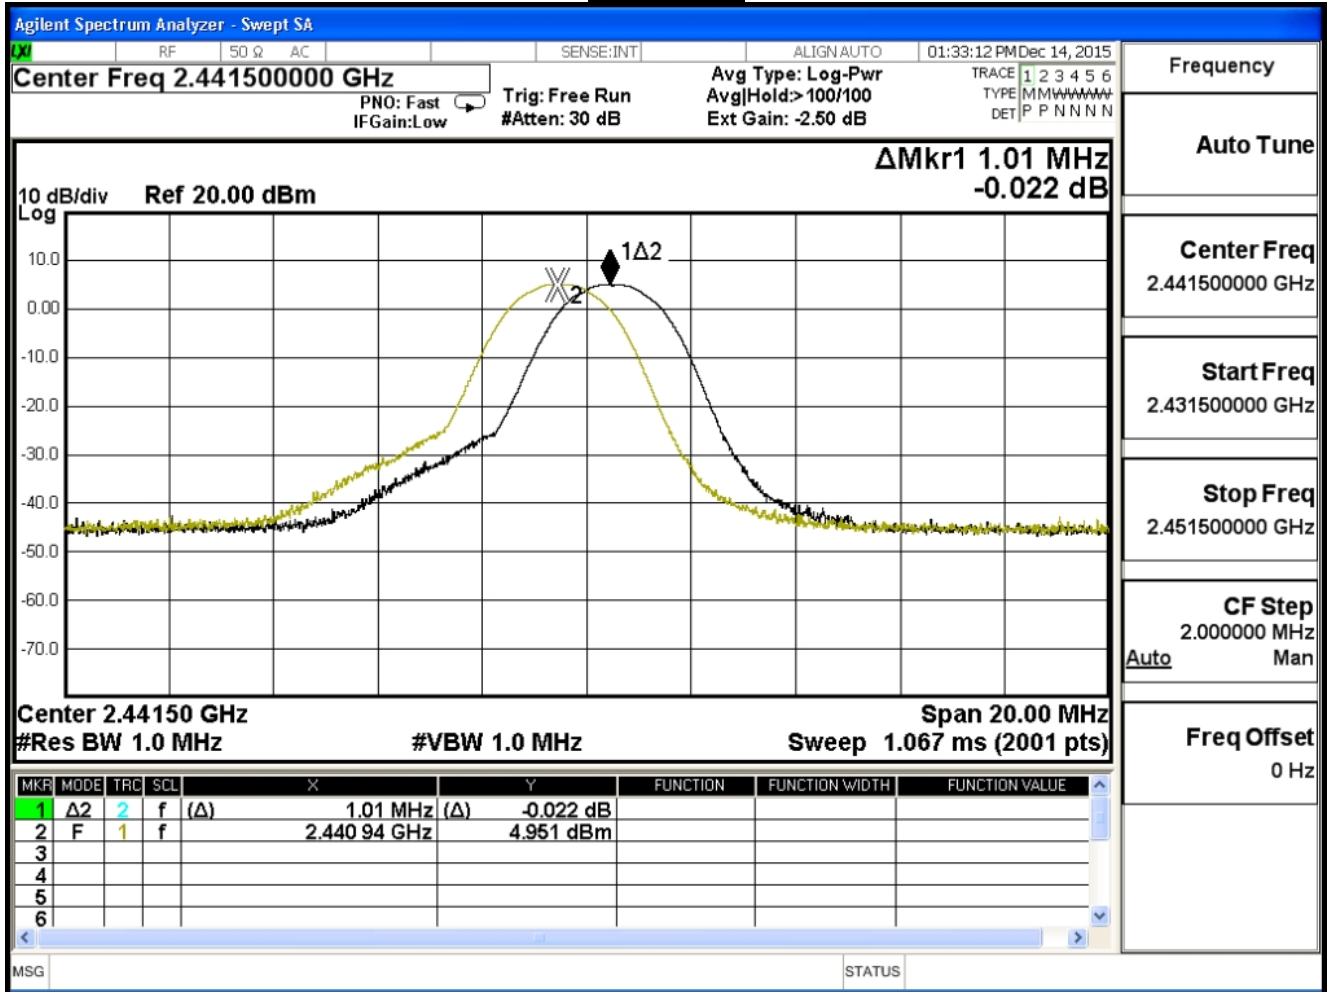 Agilent Spectrum Analyzer - Swept SA
LXI RF 50 Ω AC SENSE:INT ALIGN AUTO 01:33:12 PM Dec 14, 2015
Center Freq 2.441500000 GHz
PNO: Fast
IFGain:Low
Trig: Free Run
#Atten: 30 dB
Avg Type: Log-Pwr
Avg|Hold:> 100/100
Ext Gain: -2.50 dB
TRACE 1 2 3 4 5 6
TYPE M M W W W W
DET P P N N N N
ΔMkr1 1.01 MHz
-0.022 dB
10 dB/div Ref 20.00 dBm
Log
1Δ2
2
10.0
0.00
-10.0
-20.0
-30.0
-40.0
-50.0
-60.0
-70.0
Center 2.44150 GHz Span 20.00 MHz
#Res BW 1.0 MHz #VBW 1.0 MHz Sweep 1.067 ms (2001 pts)
MKR MODE TRC SCL X Y FUNCTION FUNCTION WIDTH FUNCTION VALUE
1 Δ2 2 f (Δ) 1.01 MHz (Δ) -0.022 dB
2 F 1 f 2.440 94 GHz 4.951 dBm
3
4
5
6
MSG STATUS
Frequency
Auto Tune
Center Freq
2.441500000 GHz
Start Freq
2.431500000 GHz
Stop Freq
2.451500000 GHz
CF Step
2.000000 MHz
Auto Man
Freq Offset
0 Hz